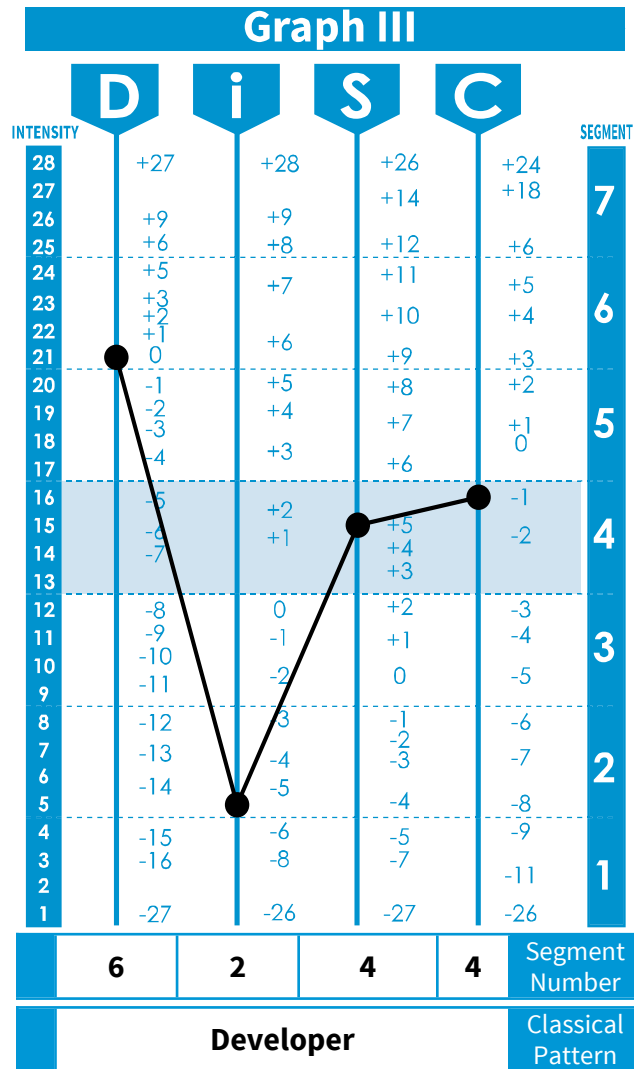 Graph III
D i S C
INTENSITY SEGMENT
28 +27 +28 +26 +24
27 +14 +18 7
26 +9 +9
25 +6 +8 +12 +6
24 +5 +7 +11 +5
23 +3 +10 +4 6
+2
22 +1 +6
21 0 +9 +3
20 -1 +5 +8 +2
19 -2 +4 +7 +1 5
18 -3 +3 0
17 -4 +6
16 -5 +2 -1
15 -6 +1 +5 -2 4
14 -7 +4
13 +3
12 -8 0 +2 -3
11 -9 -1 +1 -4 3
10 -10 -2 0 -5
9 -11
8 -12 -3 -1 -6
-2
7 -13 -4 -3 -7 2
6 -14 -5
5 -4 -8
4 -15 -6 -5 -9
3 -16 -8 -7 1
2 -11
1 -27 -26 -27 -26
6 2 4 4 Segment
Number
Developer Classical
Pattern